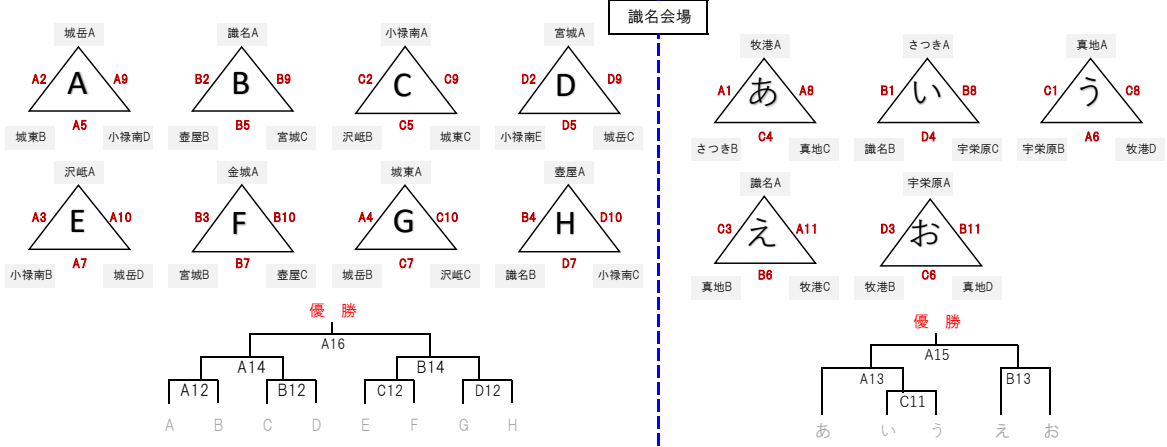 識名会場
城岳A
識名A
小禄南A
宮城A
A2 A A9
B2 B B9
C2 C C9
D2 D D9
A5
B5
C5
D5
城東B 小禄南D
壺屋B 宮城C
沢岻B 城東C
小禄南E 城岳C
沢岻A
金城A
城東A
壺屋A
A3 E A10
B3 F B10
A4 G C10
B4 H D10
A7
B7
C7
D7
小禄南B 城岳D
宮城B 壺屋C
城岳B 沢岻C
識名B 小禄南C
優 勝
A16
A14 B14
A12 B12 C12 D12
A B C D E F G H
牧港A
さつきA
真地A
A1 あ A8
B1 い B8
C1 う C8
C4
D4
A6
さつきB 真地C
識名B 宇栄原C
宇栄原B 牧港D
識名A
宇栄原A
C3 え A11
D3 お B11
B6
C6
真地B 牧港C
牧港B 真地D
優 勝
A15
A13 B13
C11
あ い う え お